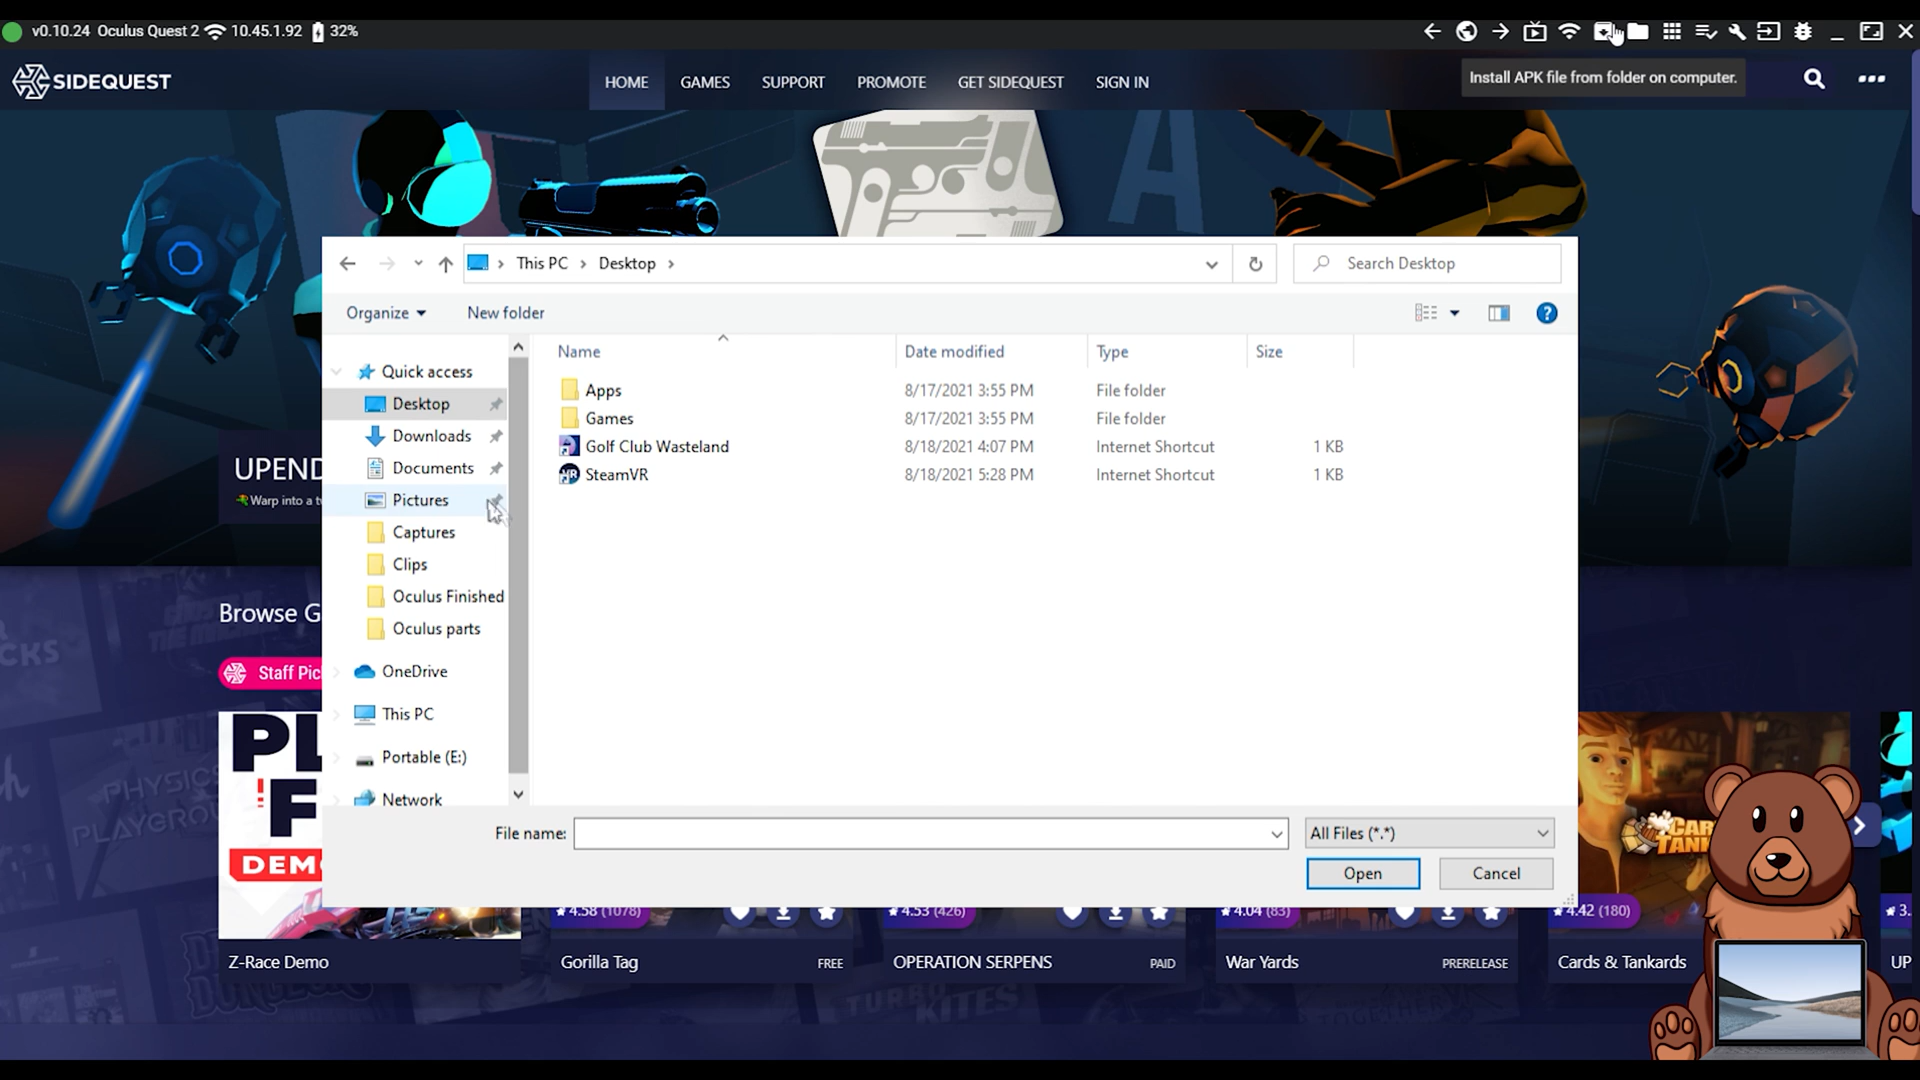 v0.10.24 Oculus Quest 2 10.45.1.92 32%
SIDEQUEST
HOME GAMES SUPPORT PROMOTE GET SIDEQUEST SIGN IN
Install APK file from folder on computer.
This PC > Desktop >
Search Desktop
Organize New folder
Name Date modified Type Size
Quick access
Desktop
Downloads
Documents
Pictures
Captures
Clips
Oculus Finished
Oculus parts
OneDrive
This PC
Portable (E:)
Network
Apps 8/17/2021 3:55 PM File folder
Games 8/17/2021 3:55 PM File folder
Golf Club Wasteland 8/18/2021 4:07 PM Internet Shortcut 1 KB
SteamVR 8/18/2021 5:28 PM Internet Shortcut 1 KB
File name: All Files (*.*)
Open Cancel
UPEND
Warp into a
Browse G
Staff Pic
DEM
4.58 (1078) 4.53 (426) 4.04 (83) 4.42 (180)
Z-Race Demo
Gorilla Tag FREE
OPERATION SERPENS PAID
War Yards PRERELEASE
Cards & Tankards
UP
PHYSICS